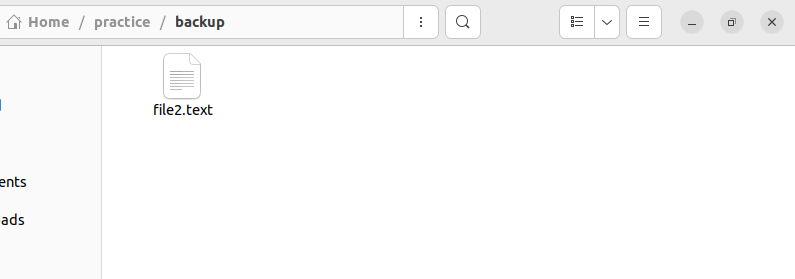 Home / practice / backup
file2.text
ents
ads